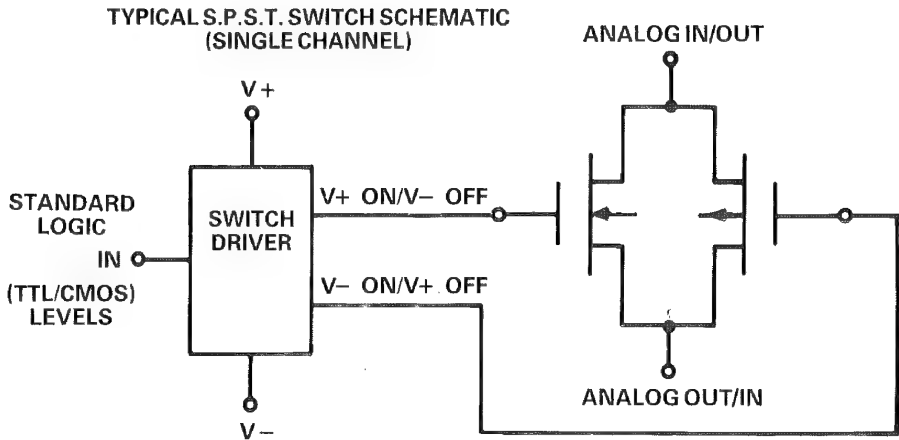 TYPICAL S.P.S.T. SWITCH SCHEMATIC
(SINGLE CHANNEL)
ANALOG IN/OUT
V+
V+ ON/V− OFF
STANDARD
LOGIC
SWITCH
DRIVER
IN
V− ON/V+ OFF
(TTL/CMOS)
LEVELS
ANALOG OUT/IN
V−